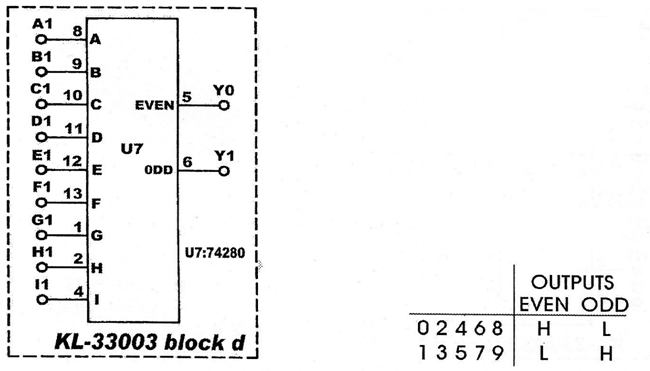 A1 8 A
B1 9 B
C1 10 C
D1 11 D
E1 12 E
F1 13 F
G1 1 G
H1 2 H
I1 4 I
U7
EVEN 5 Y0
ODD 6 Y1
U7:74280
KL-33003 block d
OUTPUTS
EVEN ODD
0 2 4 6 8 H L
1 3 5 7 9 L H